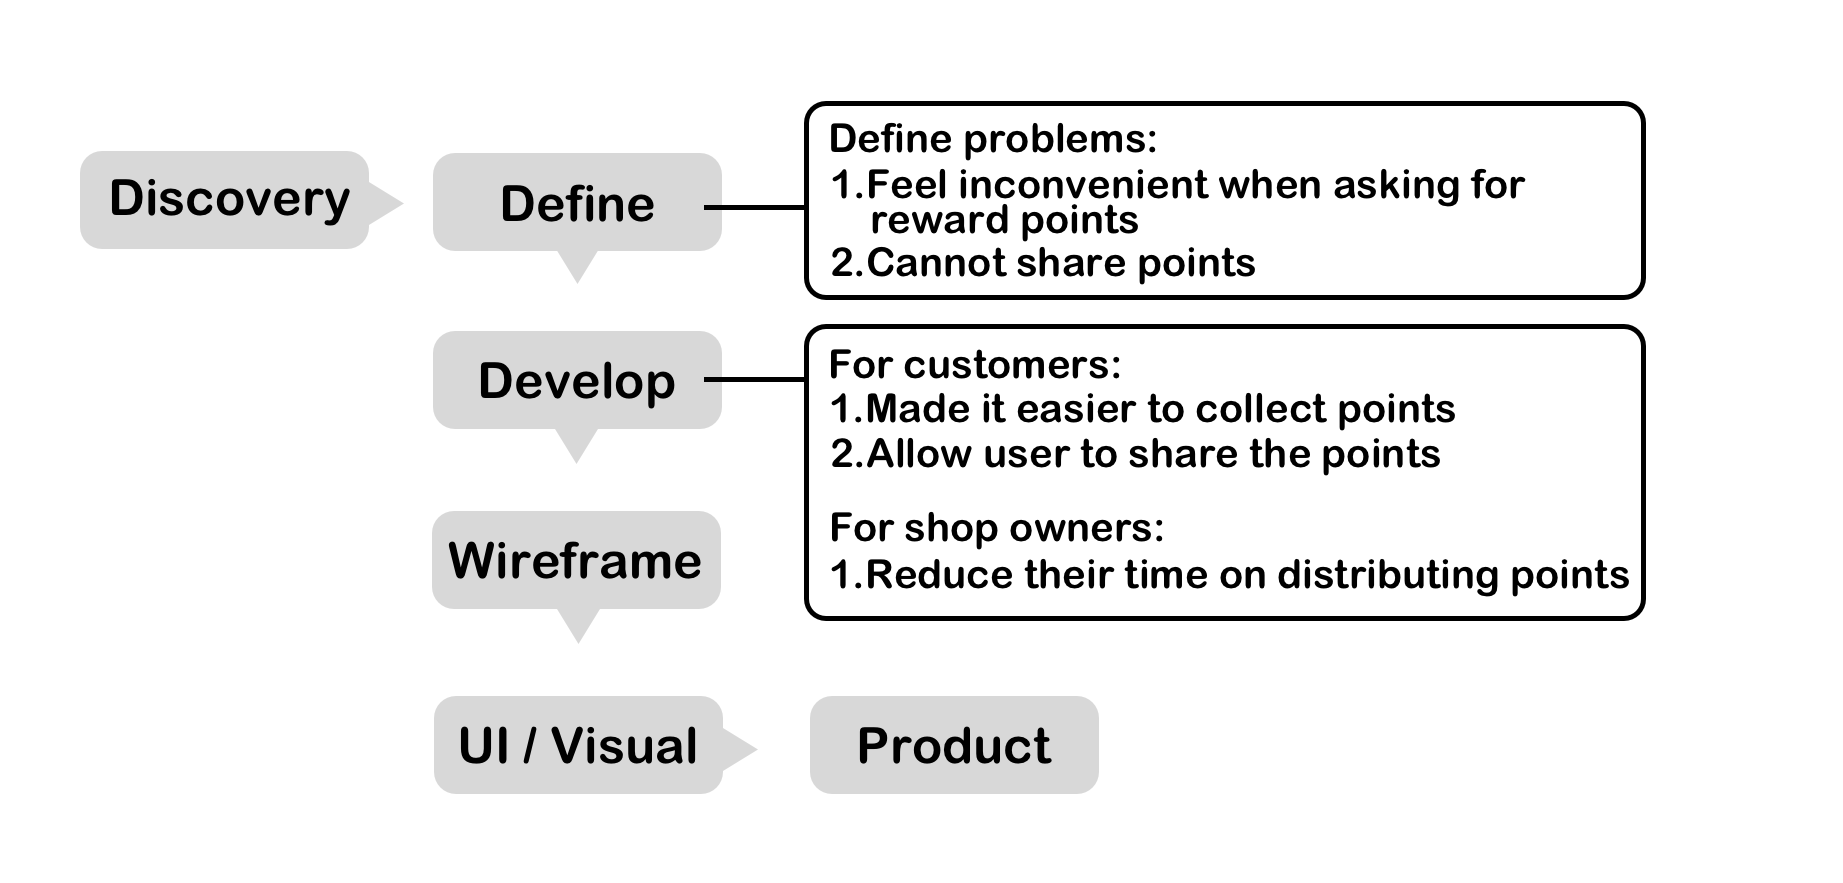 Discovery
Define
Define problems:
1.Feel inconvenient when asking for
reward points
2.Cannot share points
Develop
For customers:
1.Made it easier to collect points
2.Allow user to share the points
For shop owners:
1.Reduce their time on distributing points
Wireframe
UI / Visual
Product